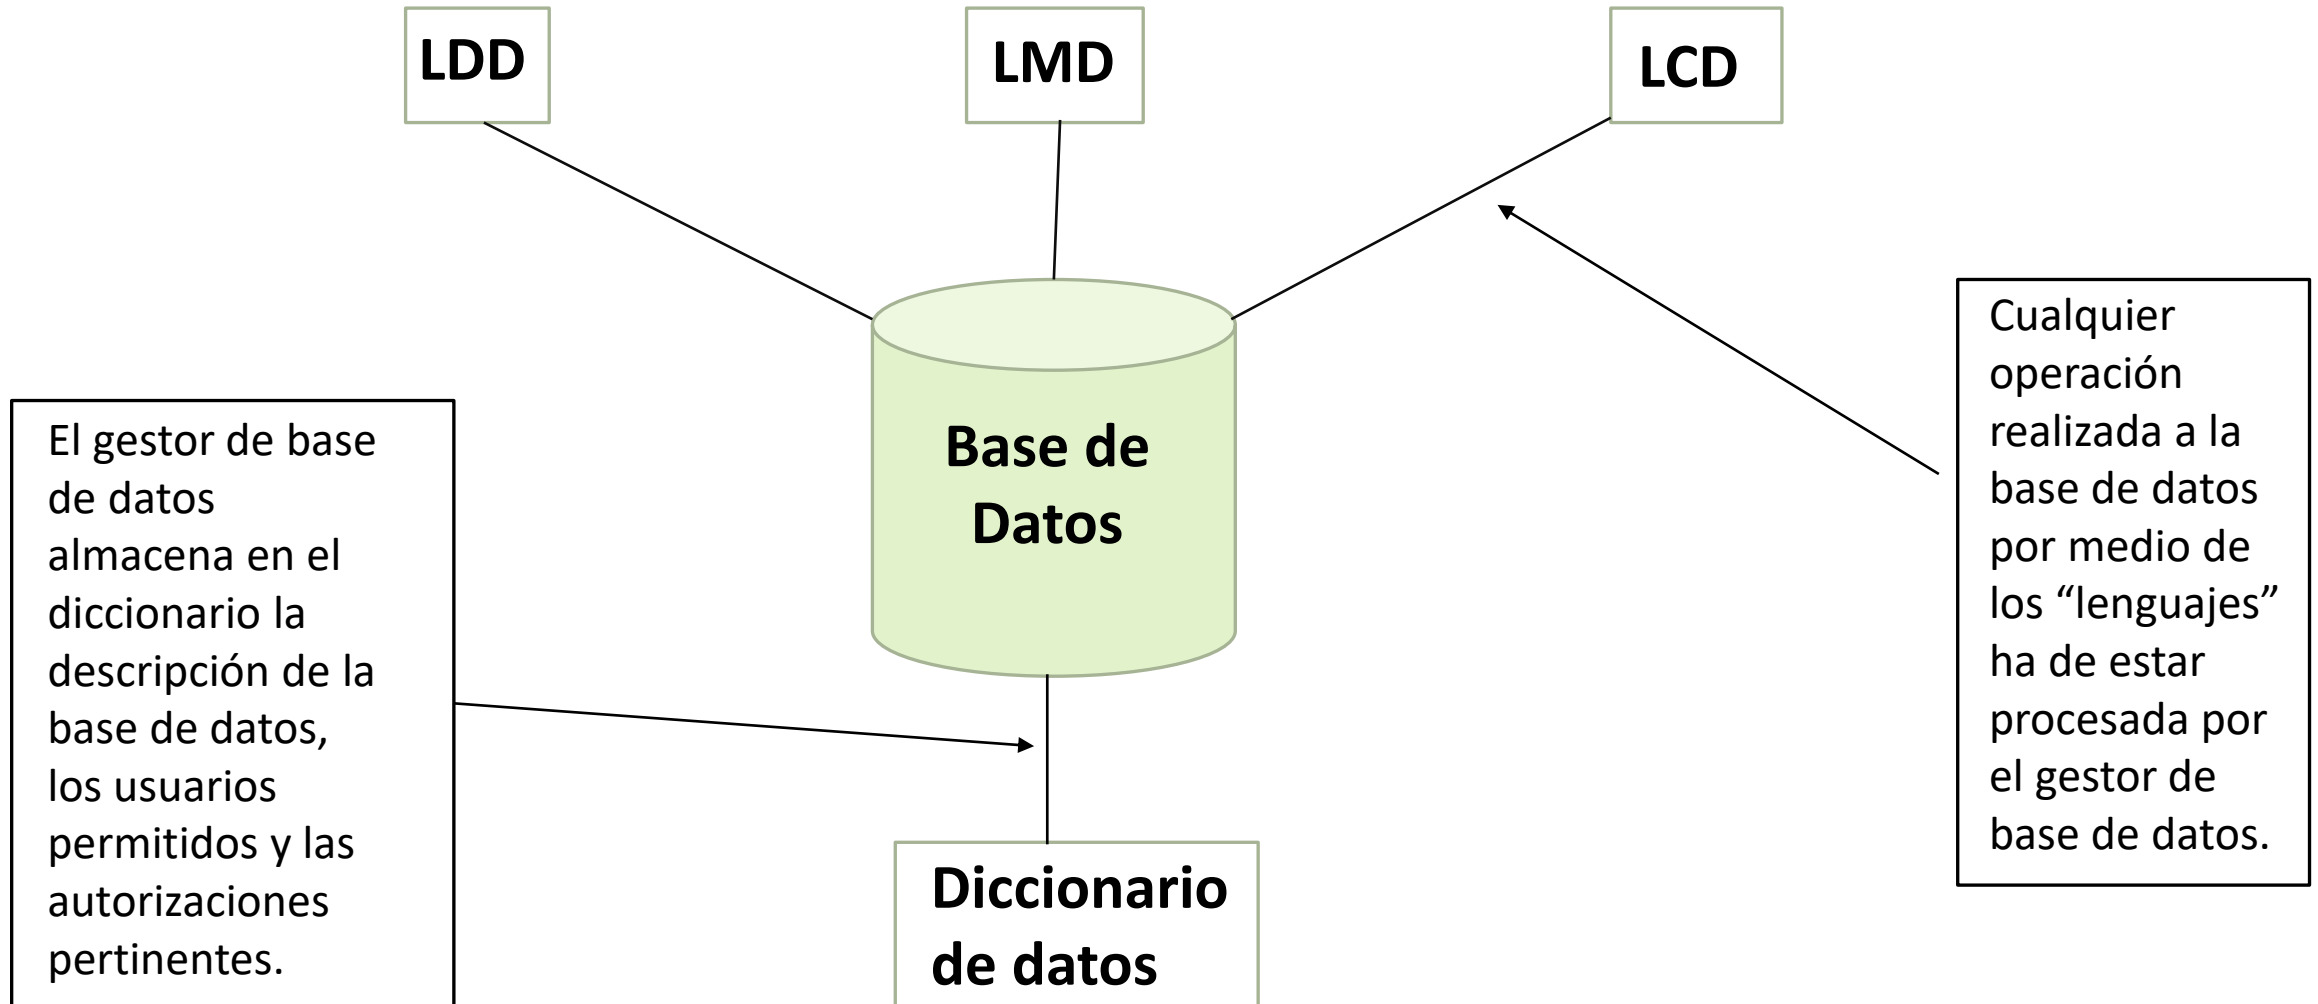 LDD
LMD
LCD
Base de
Datos
El gestor de base
de datos
almacena en el
diccionario la
descripción de la
base de datos,
los usuarios
permitidos y las
autorizaciones
pertinentes.
Cualquier
operación
realizada a la
base de datos
por medio de
los “lenguajes”
ha de estar
procesada por
el gestor de
base de datos.
Diccionario
de datos